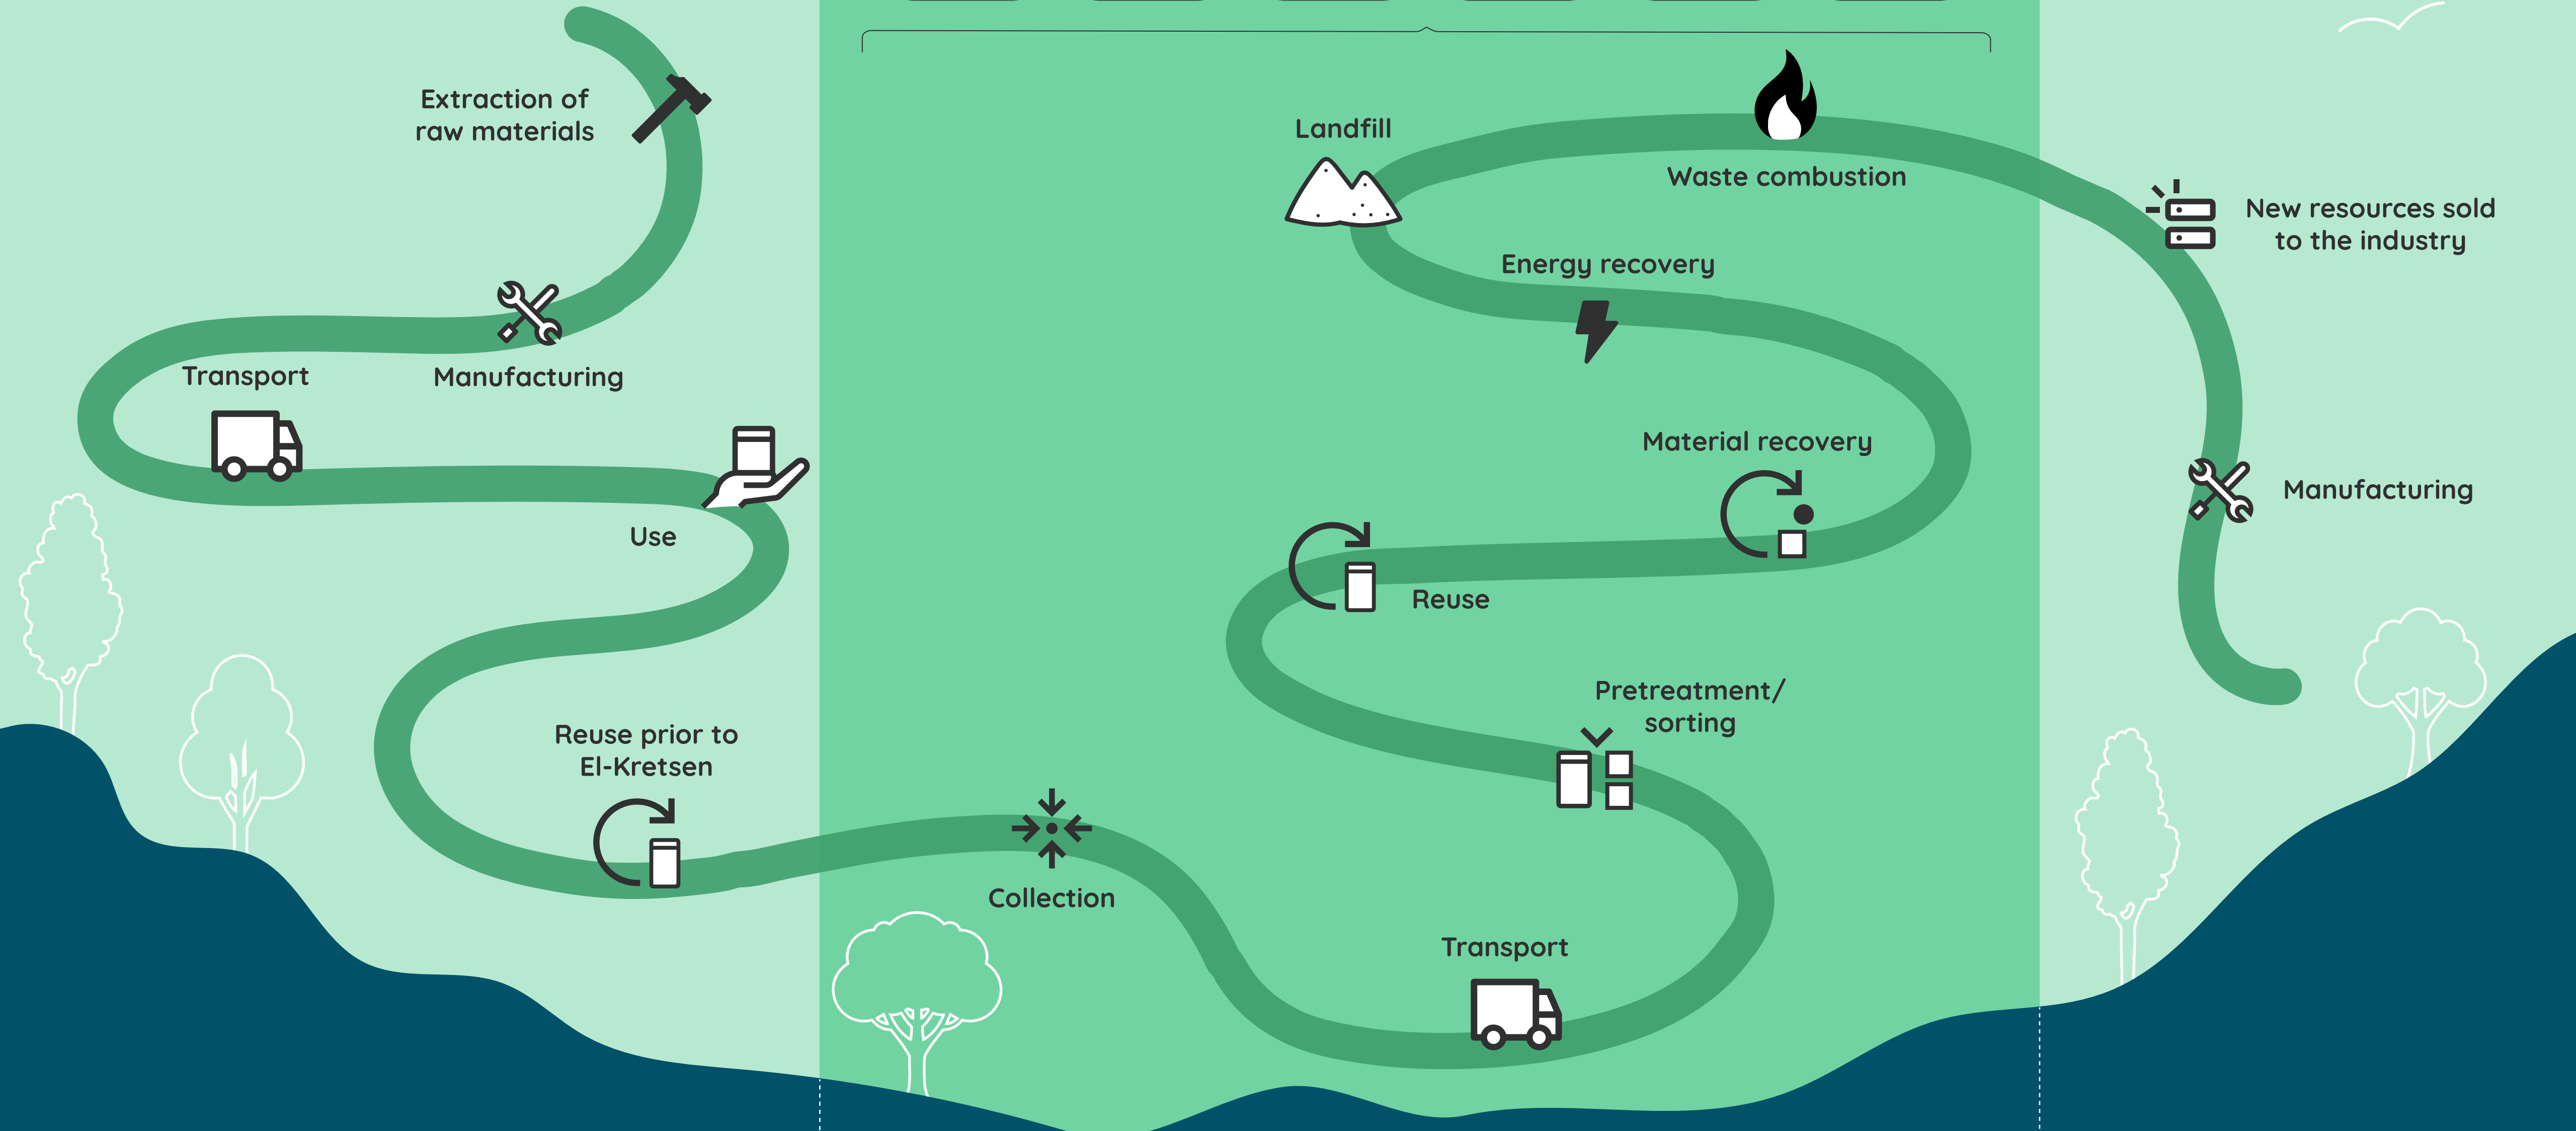 Extraction of
raw materials
Manufacturing
Transport
Use
Reuse prior to
El-Kretsen
Collection
Transport
Pretreatment/
sorting
Reuse
Material recovery
Energy recovery
Landfill
Waste combustion
New resources sold
to the industry
Manufacturing